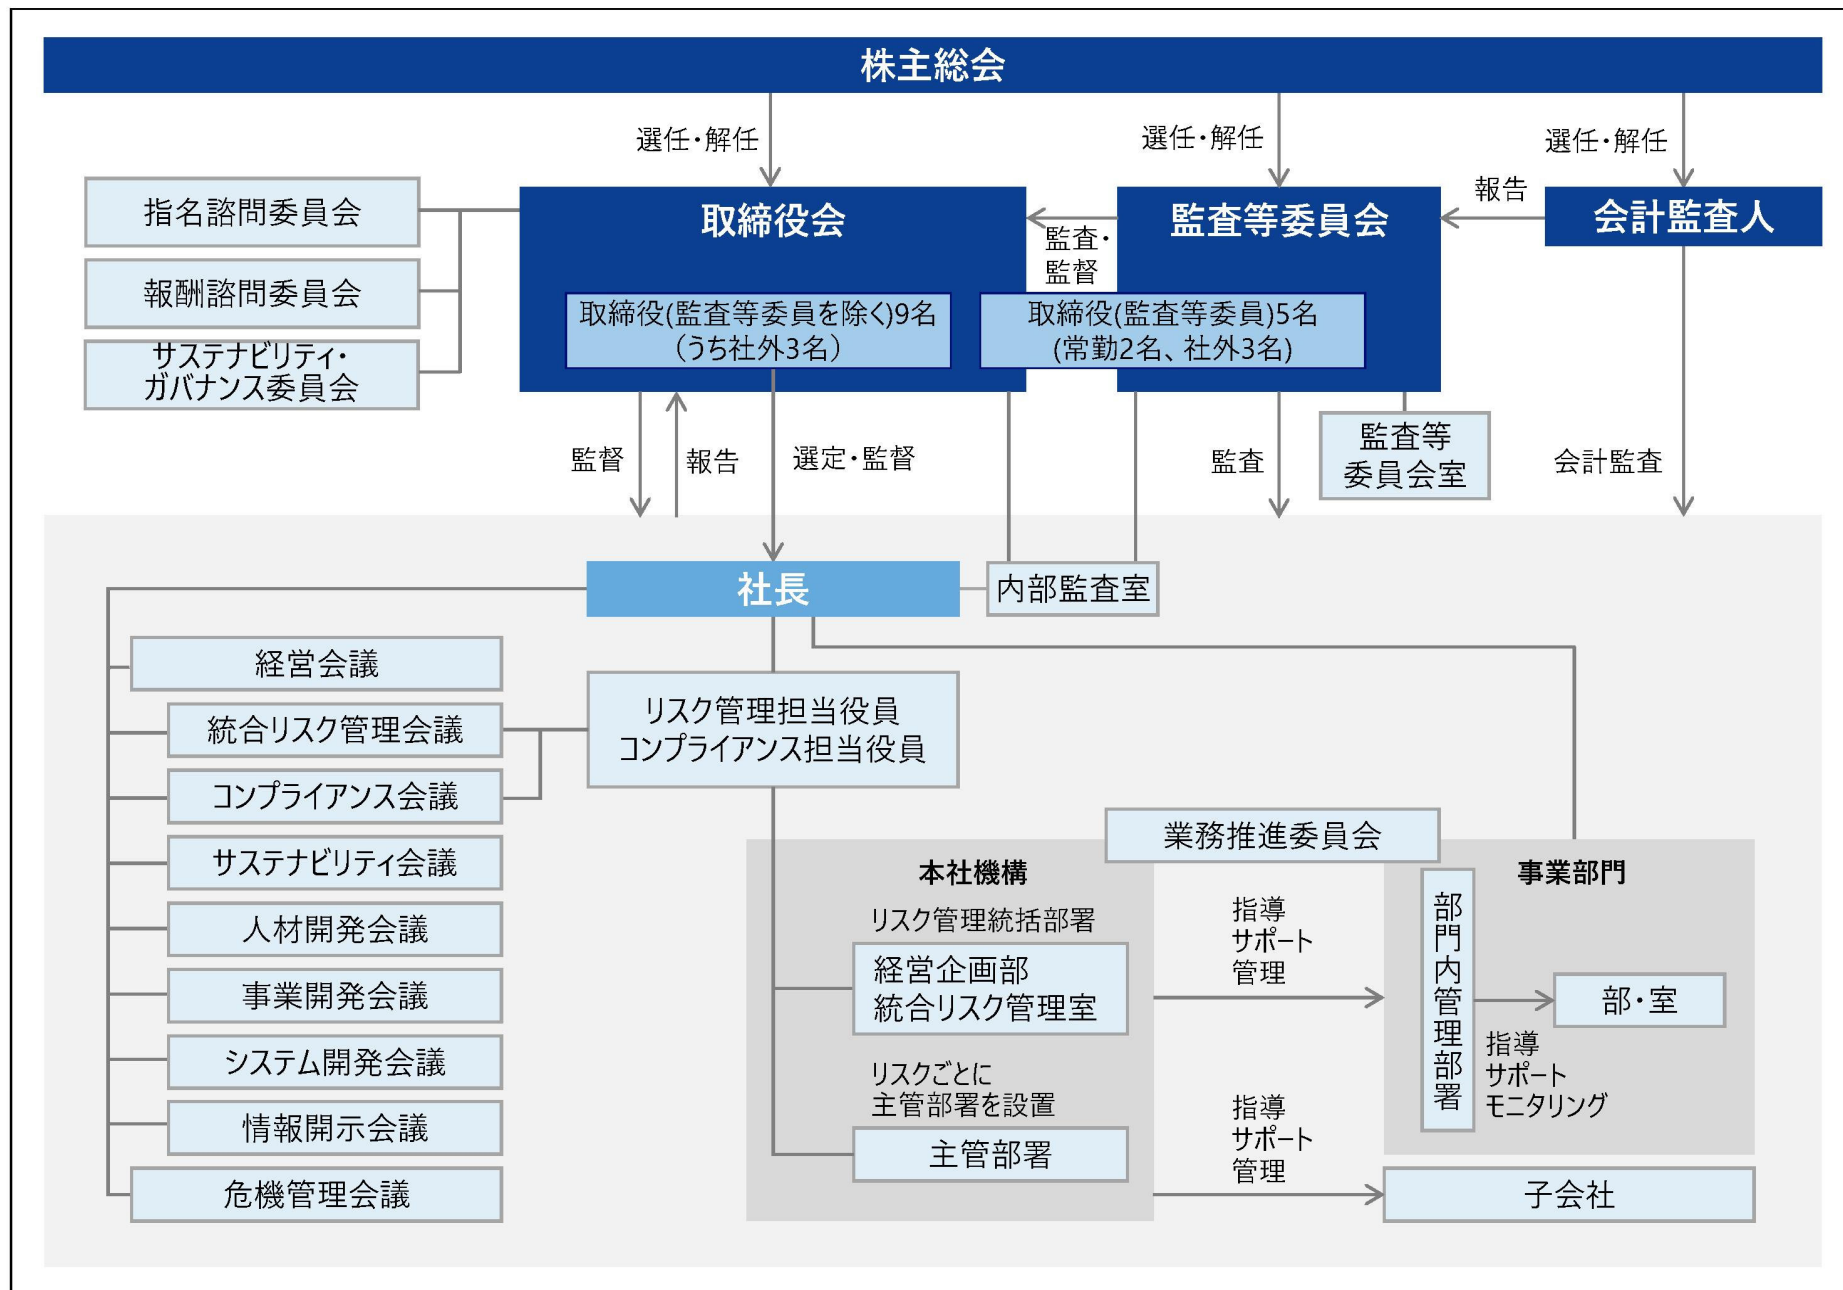 株主総会
選任・解任
選任・解任
選任・解任
指名諮問委員会
報酬諮問委員会
サステナビリティ・
ガバナンス委員会
取締役会
監査・
監督
監査等委員会
報告
会計監査人
取締役(監査等委員を除く)9名
（うち社外3名）
取締役(監査等委員)5名
(常勤2名、社外3名)
監督
報告
選定・監督
監査
監査等
委員会室
会計監査
社長
内部監査室
経営会議
統合リスク管理会議
コンプライアンス会議
サステナビリティ会議
人材開発会議
事業開発会議
システム開発会議
情報開示会議
危機管理会議
リスク管理担当役員
コンプライアンス担当役員
業務推進委員会
本社機構
リスク管理統括部署
経営企画部
統合リスク管理室
リスクごとに
主管部署を設置
主管部署
指導
サポート
管理
指導
サポート
管理
事業部門
部門内管理部署
部・室
指導
サポート
モニタリング
子会社